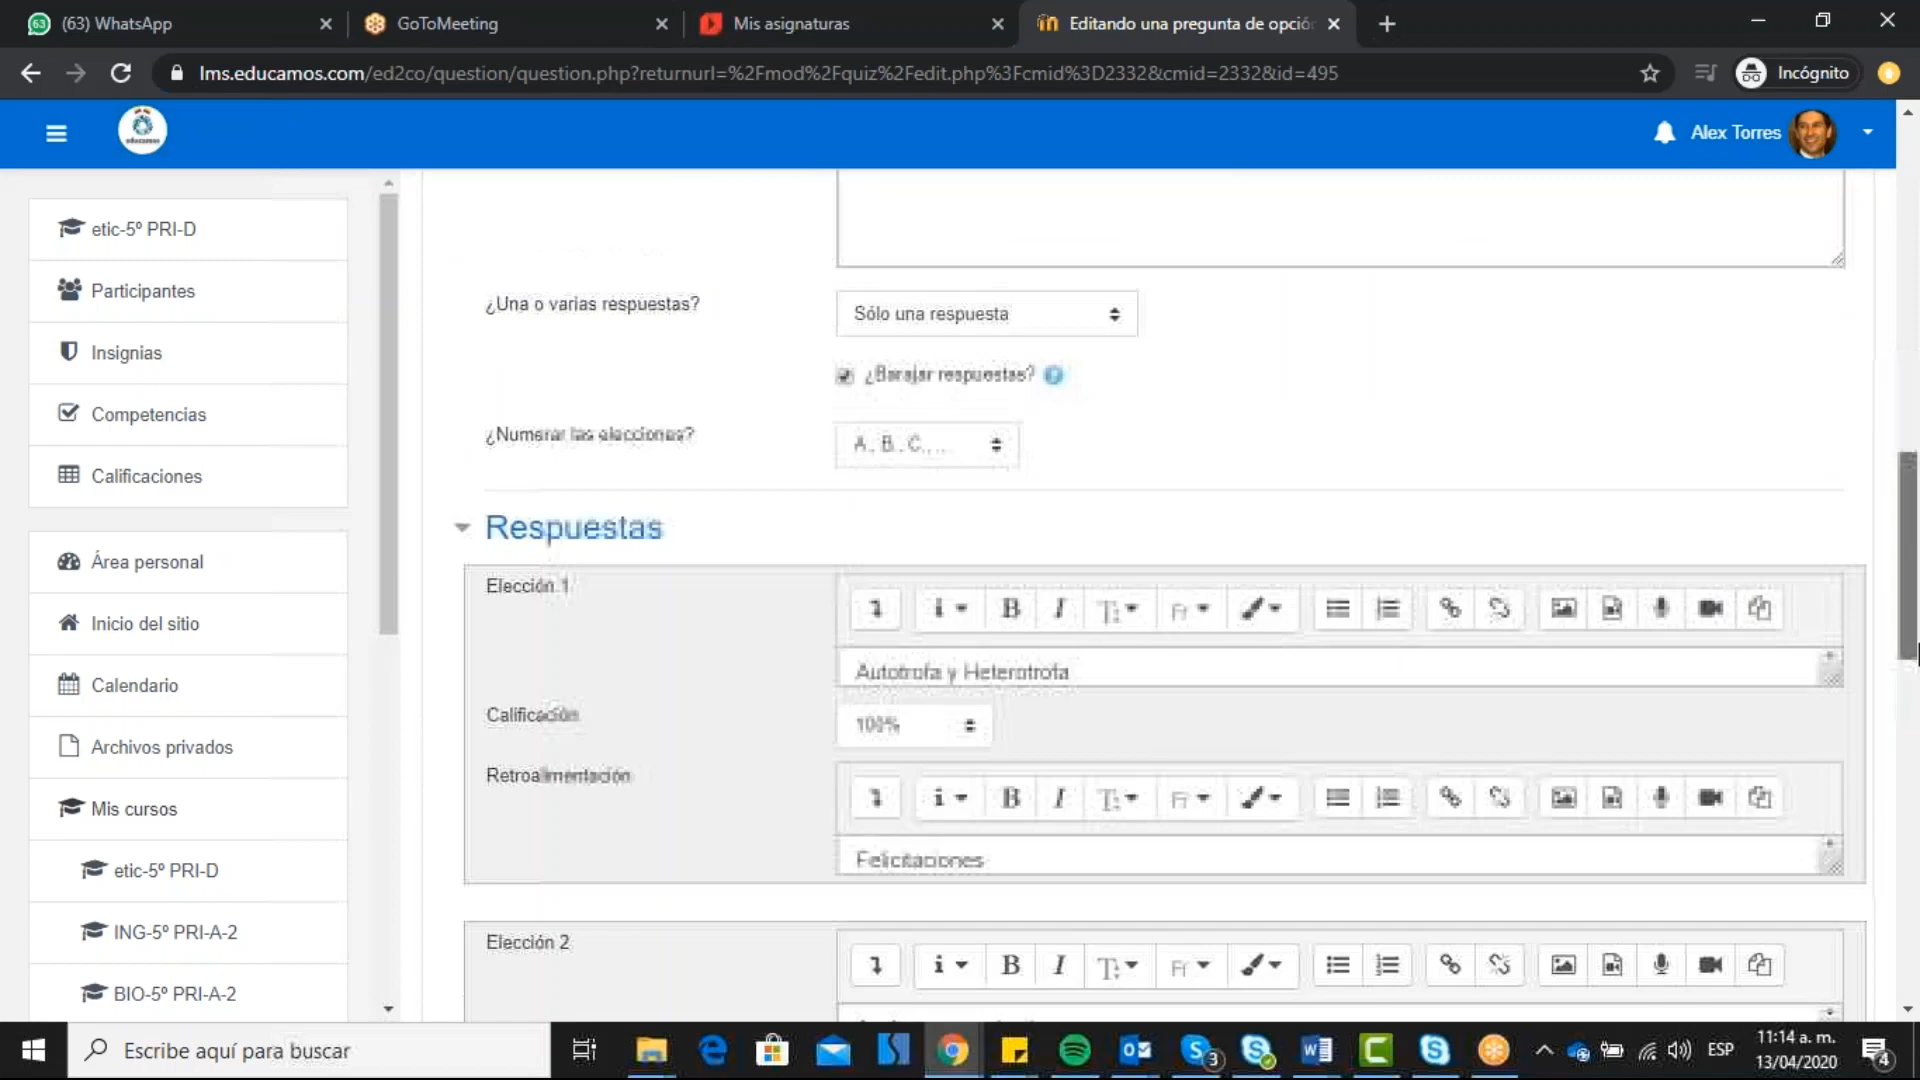 (63) WhatsApp
GoToMeeting
Mis asignaturas
Editando una pregunta de opció
lms.educamos.com/ed2co/question/question.php?returnurl=%2Fmod%2Fquiz%2Fedit.php%3Fcmid%3D2332&cmid=2332&id=495
Incógnito
educamos
Alex Torres
etic-5º PRI-D
Participantes
Insignias
Competencias
Calificaciones
Área personal
Inicio del sitio
Calendario
Archivos privados
Mis cursos
etic-5º PRI-D
ING-5º PRI-A-2
BIO-5º PRI-A-2
¿Una o varias respuestas?
Sólo una respuesta
¿Barajar respuestas?
¿Numerar las elecciones?
A., B., C., ...
Respuestas
Elección 1
Autotrofa y Heterotrofa
Calificación
100%
Retroalimentación
Felicitaciones
Elección 2
Escribe aquí para buscar
3
ESP
11:14 a. m.
13/04/2020
4